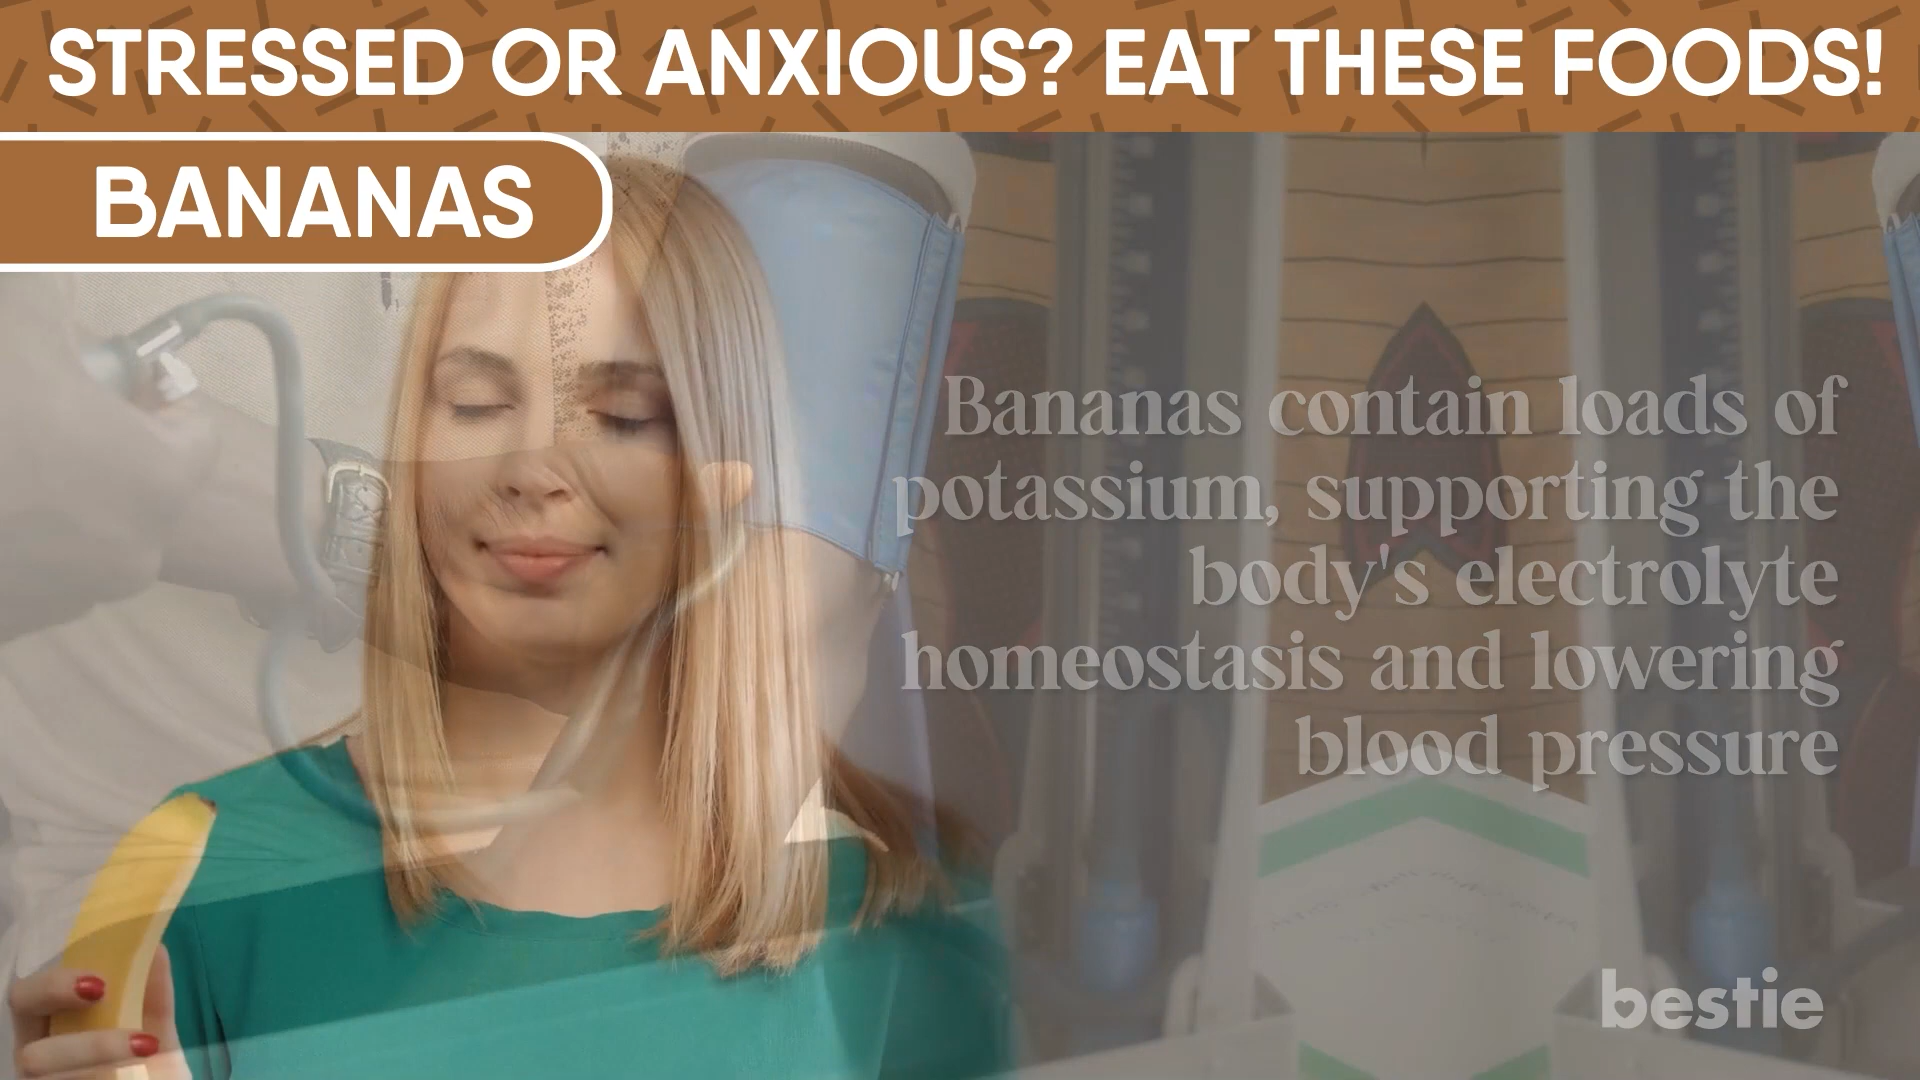 STRESSED OR ANXIOUS? EAT THESE FOODS!
BANANAS
Bananas contain loads of
potassium, supporting the
body's electrolyte
homeostasis and lowering
blood pressure
bestie